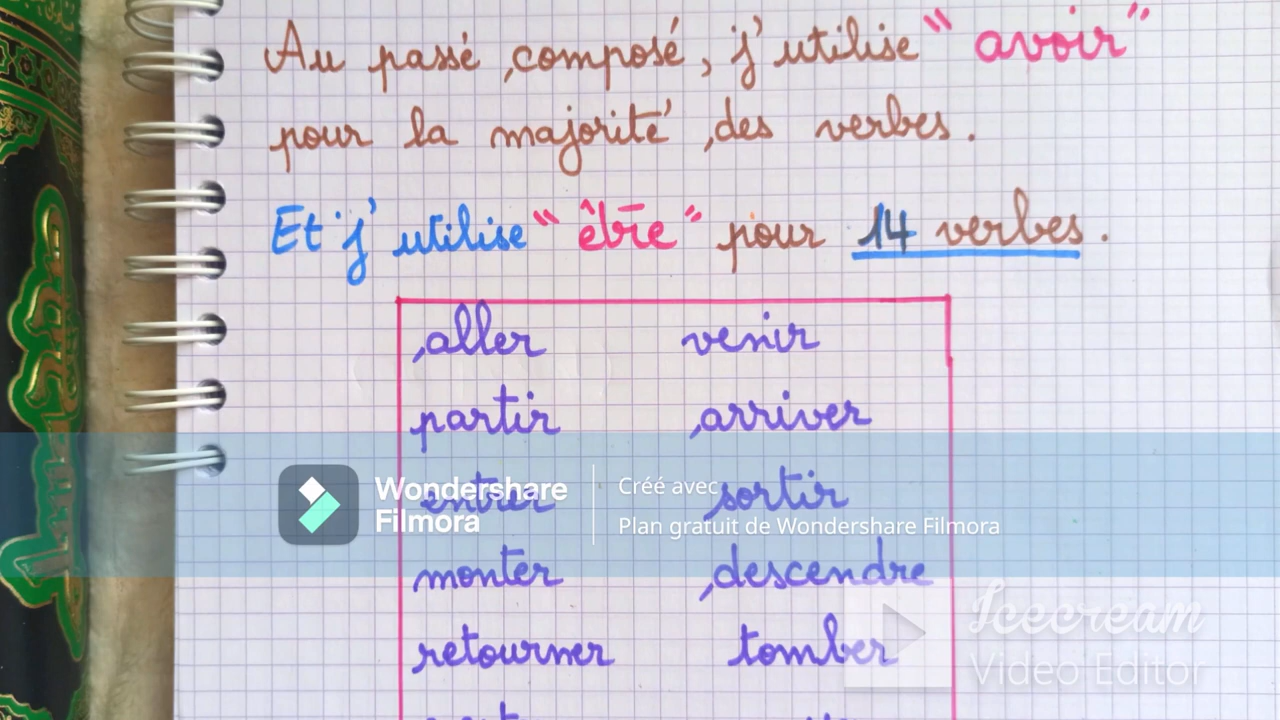 Au passé composé, j'utilise "avoir"
pour la majorité des verbes.
Et j'utilise "être" pour 14 verbes.
aller venir
partir arriver
entrer sortir
monter descendre
retourner tomber
Wondershare
Filmora
Créé avec
Plan gratuit de Wondershare Filmora
Icecream
Video Editor